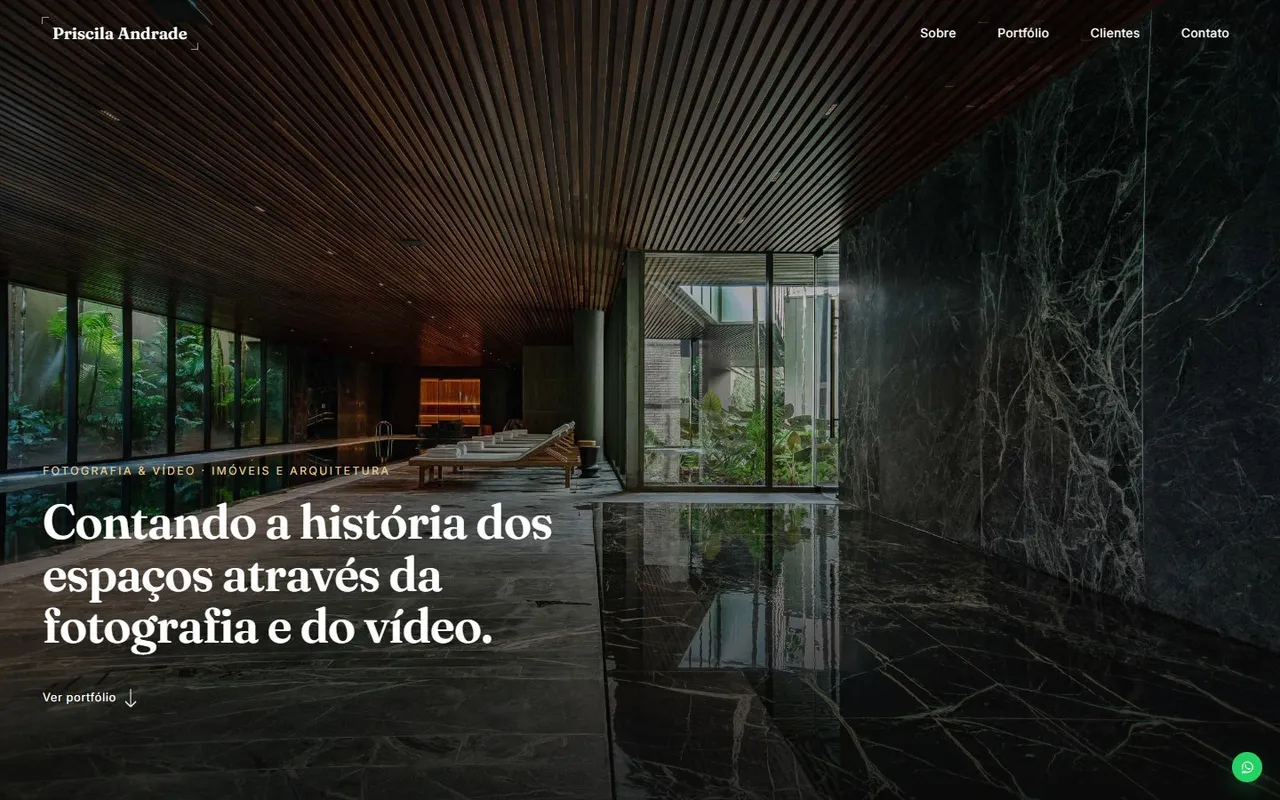 Priscila Andrade
Sobre
Portfólio
Clientes
Contato
FOTOGRAFIA & VÍDEO · IMÓVEIS E ARQUITETURA
Contando a história dos
espaços através da
fotografia e do vídeo.
Ver portfólio